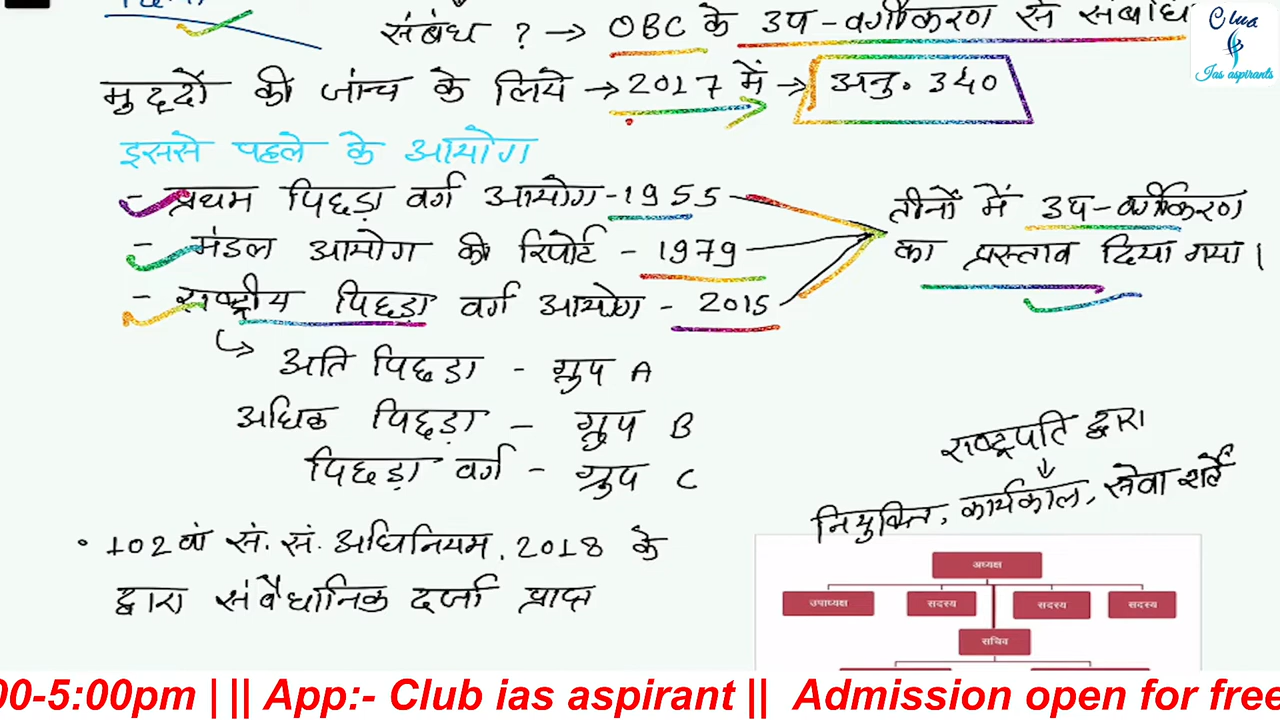 संबंध ? → OBC के उप-वर्गीकरण से संबंधि
मुद्दों की जांच के लिये → 2017 में → अनु. 340
इससे पहले के आयोग
- प्रथम पिछड़ा वर्ग आयोग - 1955
- मंडल आयोग की रिपोर्ट - 1979
- राष्ट्रीय पिछड़ा वर्ग आयोग - 2015
तीनों में उप-वर्गीकरण
का प्रस्ताव दिया गया।
अति पिछड़ा - ग्रुप A
अधिक पिछड़ा - ग्रुप B
पिछड़ा वर्ग - ग्रुप C
• 102 वां सं. सं. अधिनियम, 2018 के
द्वारा संवैधानिक दर्जा प्राप्त
राष्ट्रपति द्वारा
नियुक्ति, कार्यकाल, सेवा शर्तें
अध्यक्ष
उपाध्यक्ष सदस्य सदस्य सदस्य
सचिव
Club
Ias aspirants
00-5:00pm | || App:- Club ias aspirant || Admission open for free